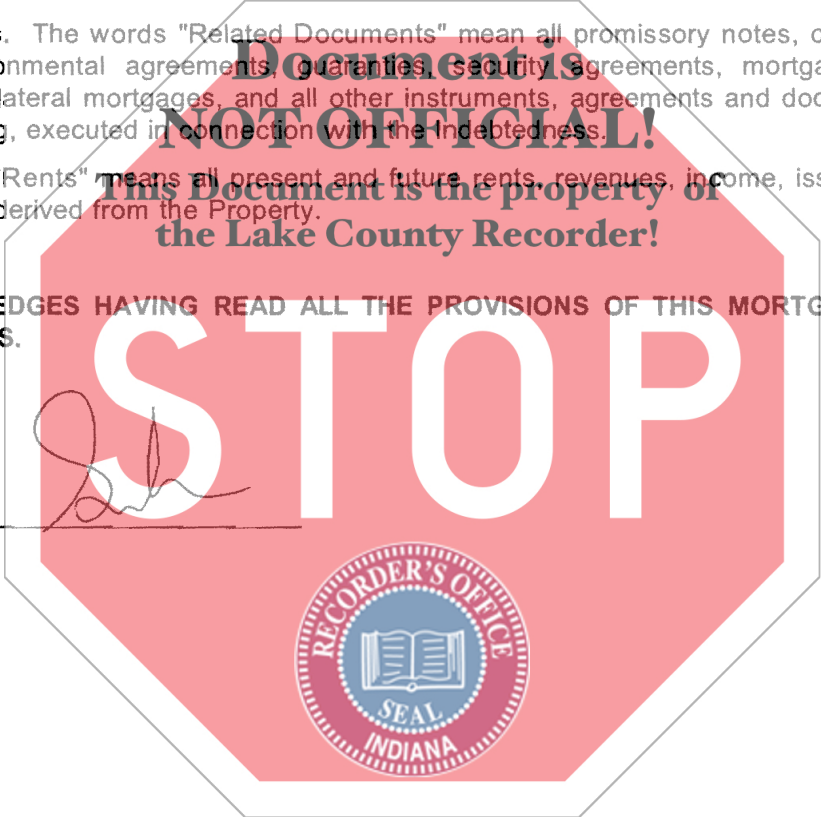 s. The words "Related Documents" mean all promissory notes, c
onmental agreements, guaranties, security agreements, mortga
lateral mortgages, and all other instruments, agreements and doc
g, executed in connection with the Indebtedness.
"Rents" means all present and future rents, revenues, income, iss
derived from the Property.
EDGES HAVING READ ALL THE PROVISIONS OF THIS MORTG
S.
Document is
NOT OFFICIAL!
This Document is the property of
the Lake County Recorder!
STOP
RECORDER'S OFFICE
SEAL
INDIANA